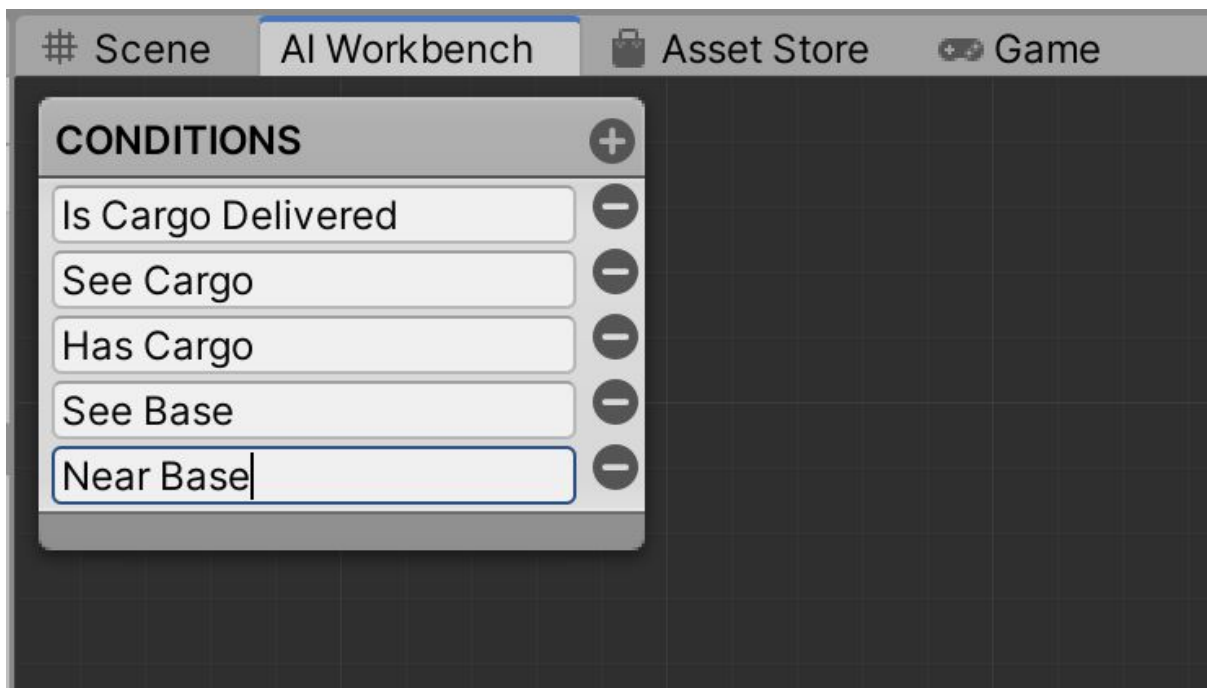 Scene AI Workbench Asset Store Game
CONDITIONS
Is Cargo Delivered
See Cargo
Has Cargo
See Base
Near Base